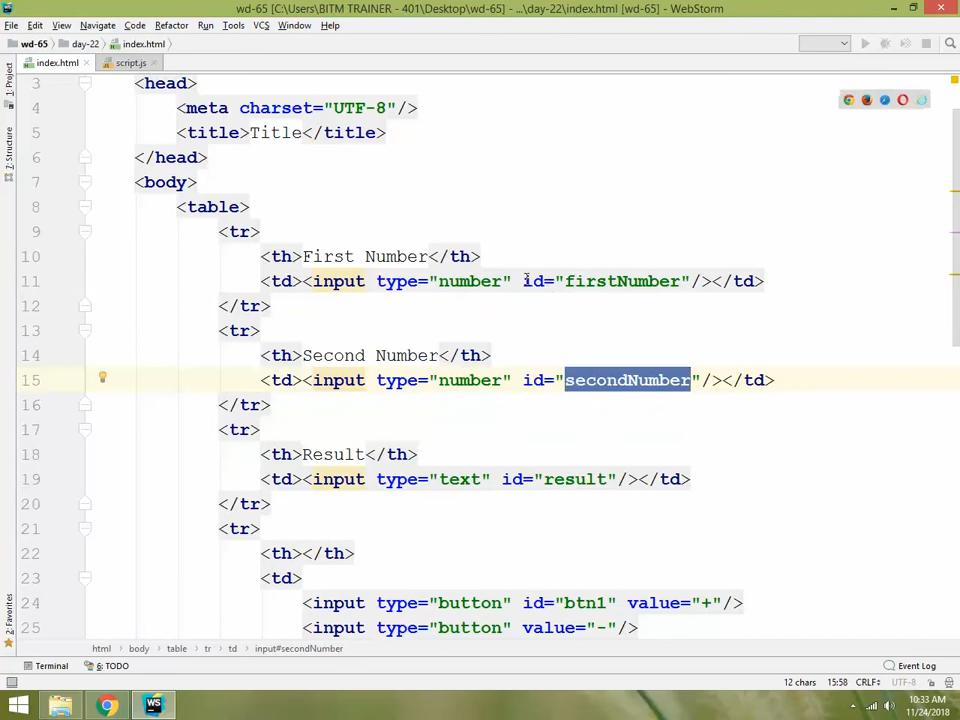 wd-65 [C:\Users\BITM TRAINER - 401\Desktop\wd-65] - ...\day-22\index.html [wd-65] - WebStorm
File Edit View Navigate Code Refactor Run Tools VCS Window Help
wd-65 day-22 index.html
index.html script.js
1: Project
7: Structure
2: Favorites
3 <head>
4 <meta charset="UTF-8"/>
5 <title>Title</title>
6 </head>
7 <body>
8 <table>
9 <tr>
10 <th>First Number</th>
11 <td><input type="number" id="firstNumber"/></td>
12 </tr>
13 <tr>
14 <th>Second Number</th>
15 <td><input type="number" id="secondNumber"/></td>
16 </tr>
17 <tr>
18 <th>Result</th>
19 <td><input type="text" id="result"/></td>
20 </tr>
21 <tr>
22 <th></th>
23 <td>
24 <input type="button" id="btn1" value="+"/>
25 <input type="button" value="-"/>
html body table tr td input#secondNumber
Terminal 6: TODO Event Log
12 chars 15:58 CRLF UTF-8
WS 10:33 AM
11/24/2018